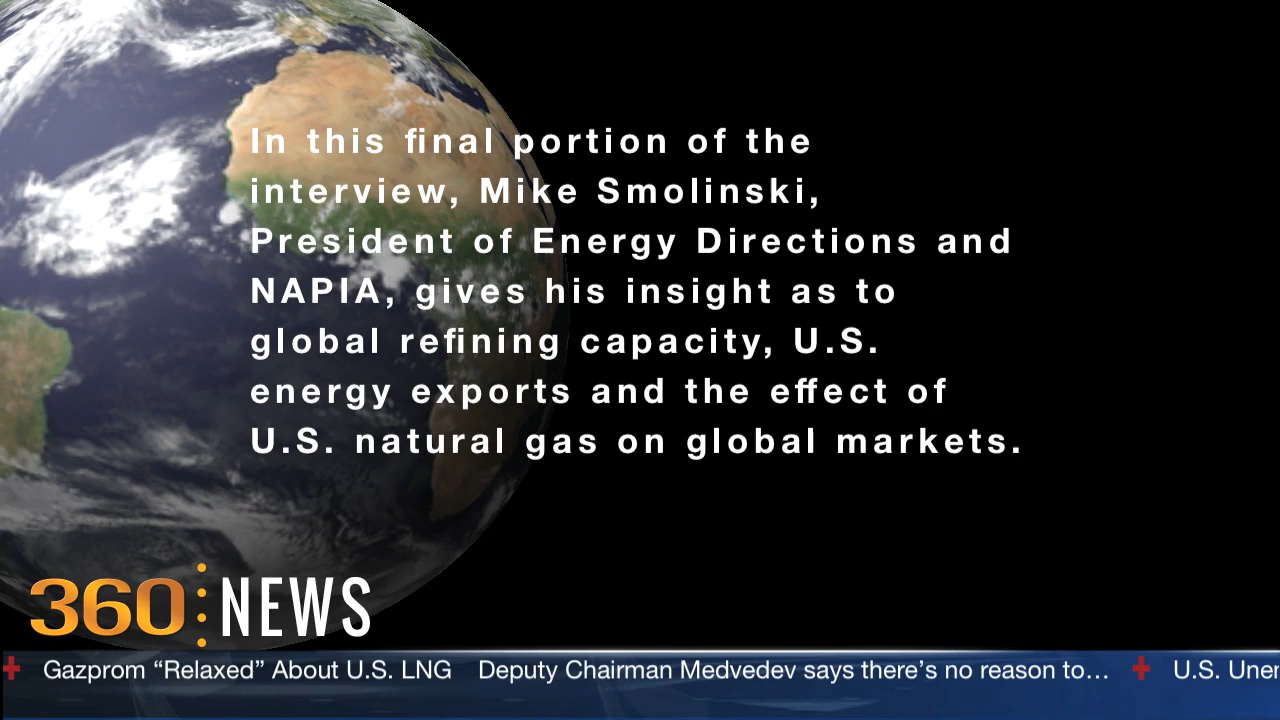 In this final portion of the
interview, Mike Smolinski,
President of Energy Directions and
NAPIA, gives his insight as to
global refining capacity, U.S.
energy exports and the effect of
U.S. natural gas on global markets.
360 NEWS
Gazprom “Relaxed” About U.S. LNG Deputy Chairman Medvedev says there’s no reason to… U.S.